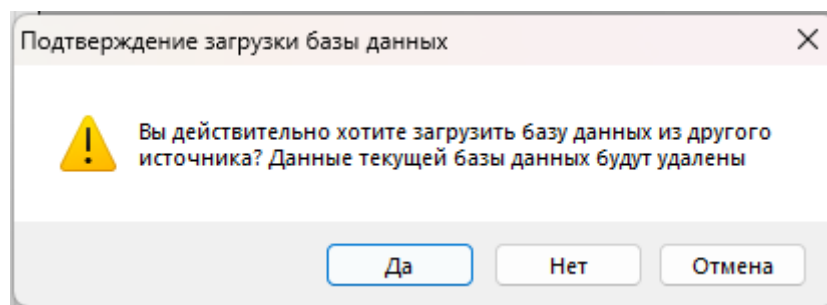 Подтверждение загрузки базы данных
Вы действительно хотите загрузить базу данных из другого
источника? Данные текущей базы данных будут удалены
Да Нет Отмена